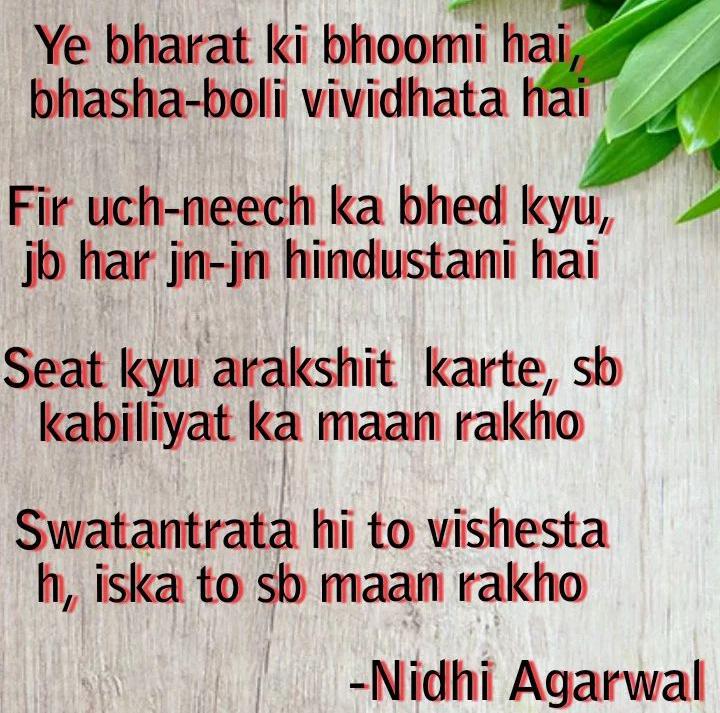 Ye bharat ki bhoomi hai,
bhasha-boli vividhata hai
Fir uch-neech ka bhed kyu,
jb har jn-jn hindustani hai
Seat kyu arakshit karte, sb
kabiliyat ka maan rakho
Swatantrata hi to vishesta
h, iska to sb maan rakho
-Nidhi Agarwal